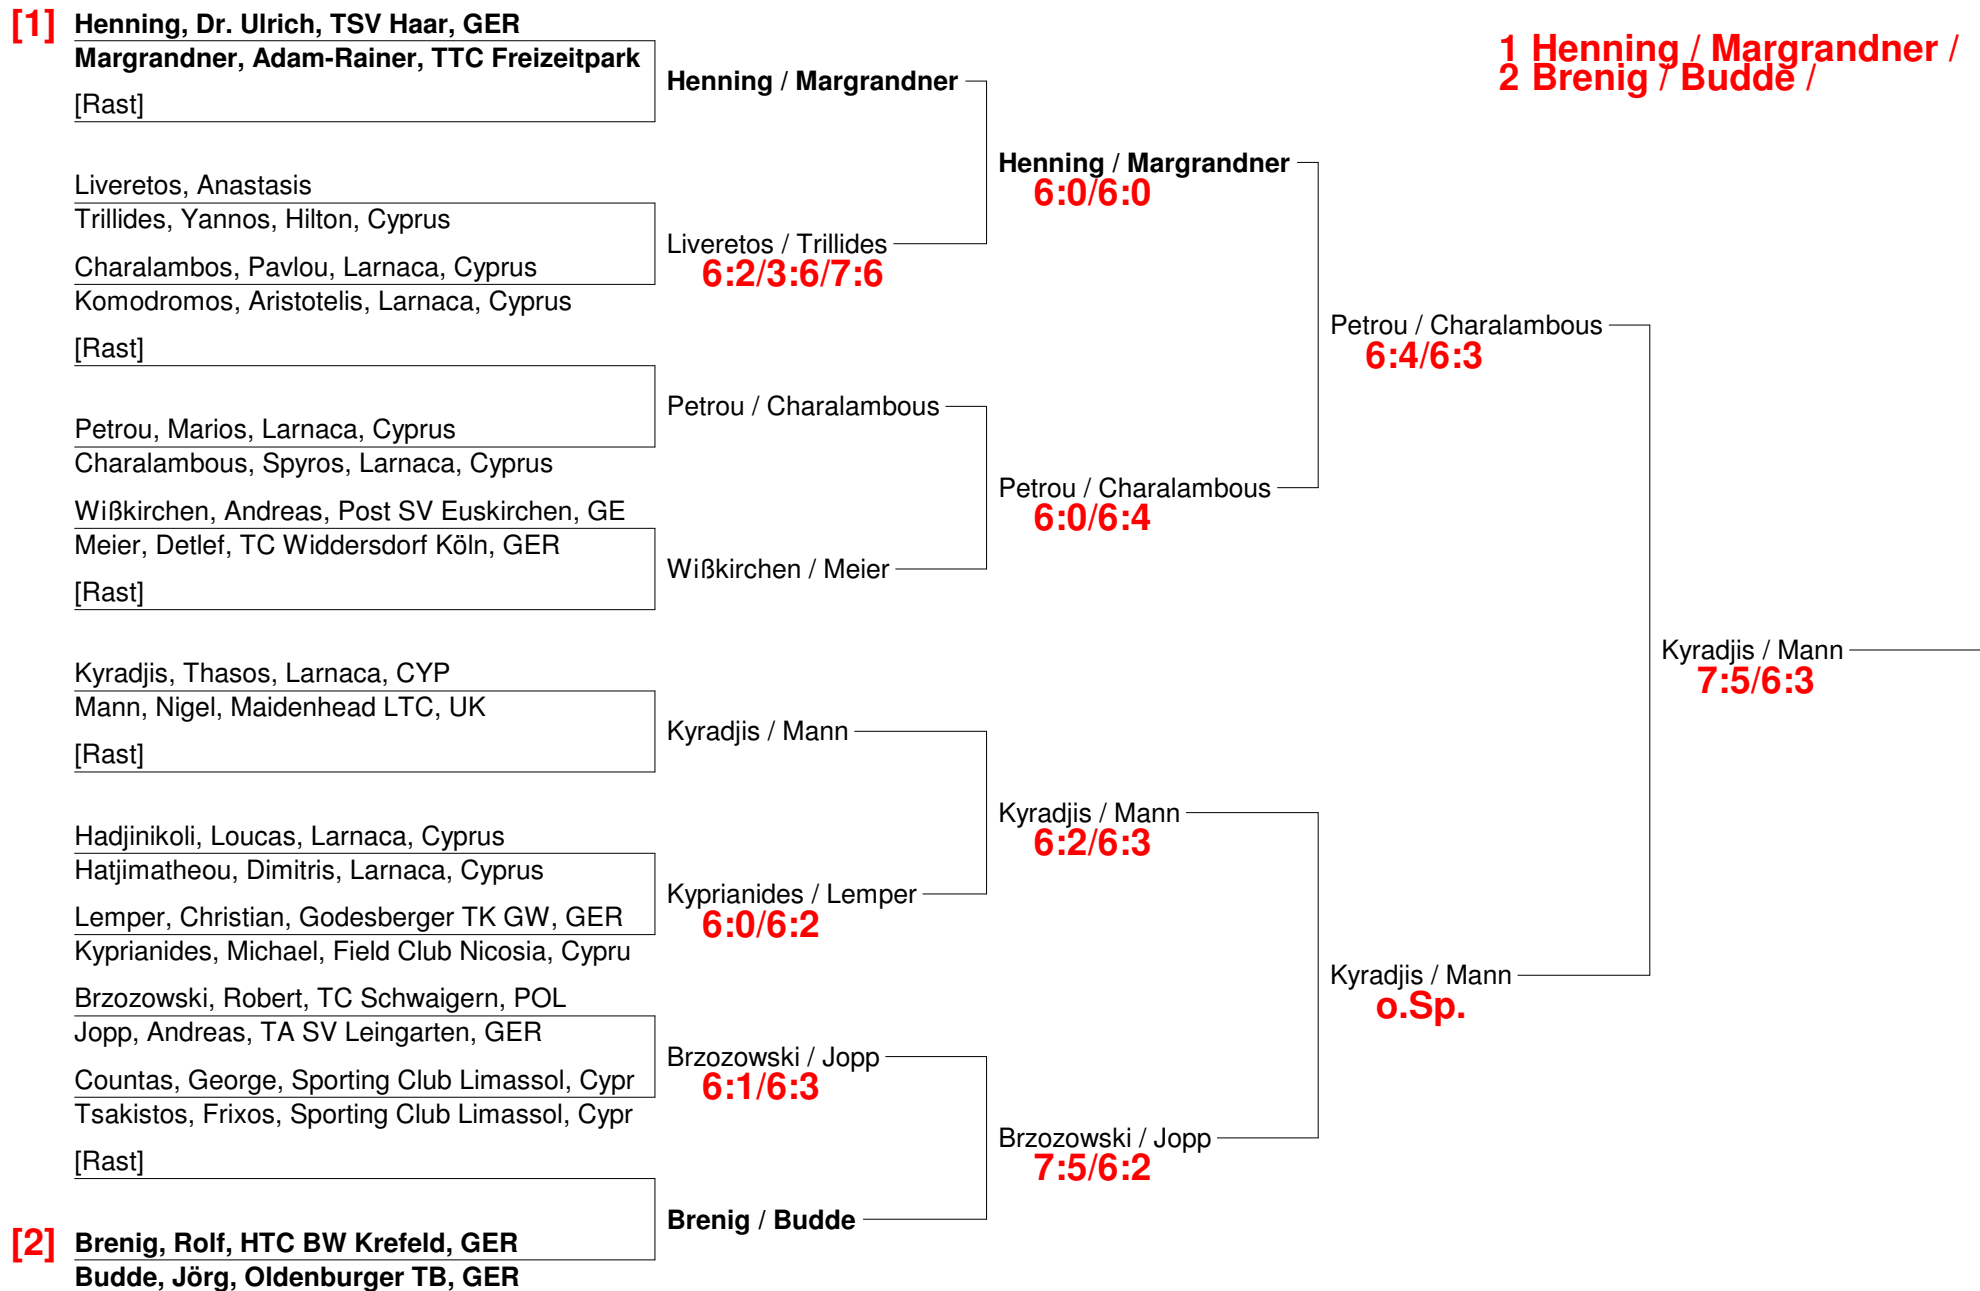 [1] Henning, Dr. Ulrich, TSV Haar, GER
Margrandner, Adam-Rainer, TTC Freizeitpark
[Rast]
Liveretos, Anastasis
Trillides, Yannos, Hilton, Cyprus
Charalambos, Pavlou, Larnaca, Cyprus
Komodromos, Aristotelis, Larnaca, Cyprus
[Rast]
Petrou, Marios, Larnaca, Cyprus
Charalambous, Spyros, Larnaca, Cyprus
Wißkirchen, Andreas, Post SV Euskirchen, GE
Meier, Detlef, TC Widdersdorf Köln, GER
[Rast]
Kyradjis, Thasos, Larnaca, CYP
Mann, Nigel, Maidenhead LTC, UK
[Rast]
Hadjinikoli, Loucas, Larnaca, Cyprus
Hatjimatheou, Dimitris, Larnaca, Cyprus
Lemper, Christian, Godesberger TK GW, GER
Kyprianides, Michael, Field Club Nicosia, Cypru
Brzozowski, Robert, TC Schwaigern, POL
Jopp, Andreas, TA SV Leingarten, GER
Countas, George, Sporting Club Limassol, Cypr
Tsakistos, Frixos, Sporting Club Limassol, Cypr
[Rast]
[2] Brenig, Rolf, HTC BW Krefeld, GER
Budde, Jörg, Oldenburger TB, GER
Henning / Margrandner
Liveretos / Trillides
6:2/3:6/7:6
Petrou / Charalambous
Wißkirchen / Meier
Kyradjis / Mann
Kyprianides / Lemper
6:0/6:2
Brzozowski / Jopp
6:1/6:3
Brenig / Budde
Henning / Margrandner
6:0/6:0
Petrou / Charalambous
6:0/6:4
Kyradjis / Mann
6:2/6:3
Brzozowski / Jopp
7:5/6:2
Petrou / Charalambous
6:4/6:3
Kyradjis / Mann
o.Sp.
Kyradjis / Mann
7:5/6:3
1 Henning / Margrandner /
2 Brenig / Budde /